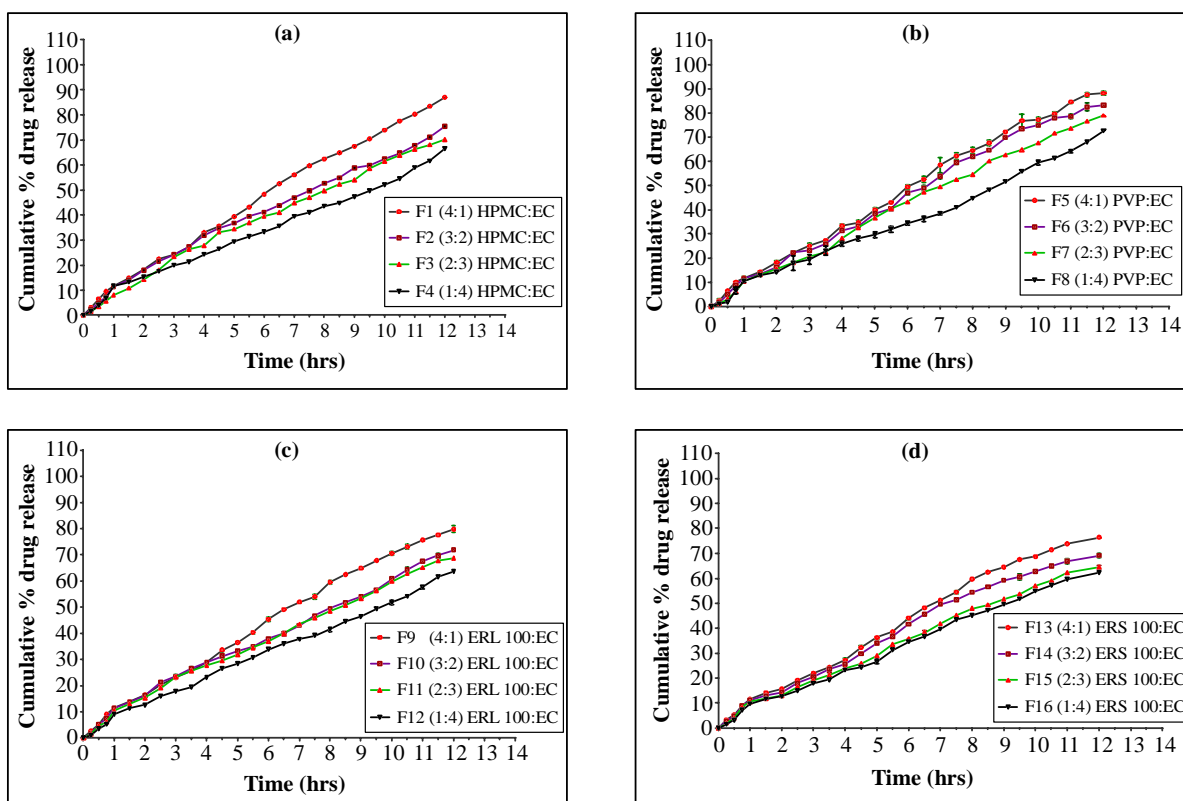 (a)
Cumulative % drug release
110
100
90
80
70
60
50
40
30
20
10
0
F1 (4:1) HPMC:EC
F2 (3:2) HPMC:EC
F3 (2:3) HPMC:EC
F4 (1:4) HPMC:EC
0 1 2 3 4 5 6 7 8 9 10 11 12 13 14
Time (hrs)
(b)
Cumulative % drug release
110
100
90
80
70
60
50
40
30
20
10
0
F5 (4:1) PVP:EC
F6 (3:2) PVP:EC
F7 (2:3) PVP:EC
F8 (1:4) PVP:EC
0 1 2 3 4 5 6 7 8 9 10 11 12 13 14
Time (hrs)
(c)
Cumulative % drug release
110
100
90
80
70
60
50
40
30
20
10
0
F9 (4:1) ERL 100:EC
F10 (3:2) ERL 100:EC
F11 (2:3) ERL 100:EC
F12 (1:4) ERL 100:EC
0 1 2 3 4 5 6 7 8 9 10 11 12 13 14
Time (hrs)
(d)
Cumulative % drug release
110
100
90
80
70
60
50
40
30
20
10
0
F13 (4:1) ERS 100:EC
F14 (3:2) ERS 100:EC
F15 (2:3) ERS 100:EC
F16 (1:4) ERS 100:EC
0 1 2 3 4 5 6 7 8 9 10 11 12 13 14
Time (hrs)